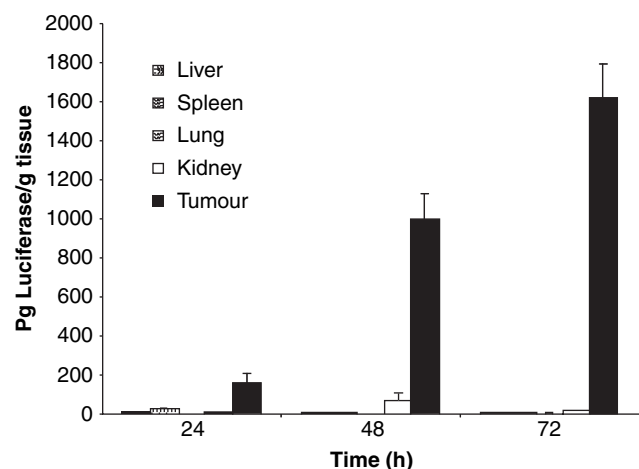 2000
1800
1600
1400
1200
1000
800
600
400
200
0
Pg Luciferase/g tissue
Liver
Spleen
Lung
Kidney
Tumour
24
48
72
Time (h)